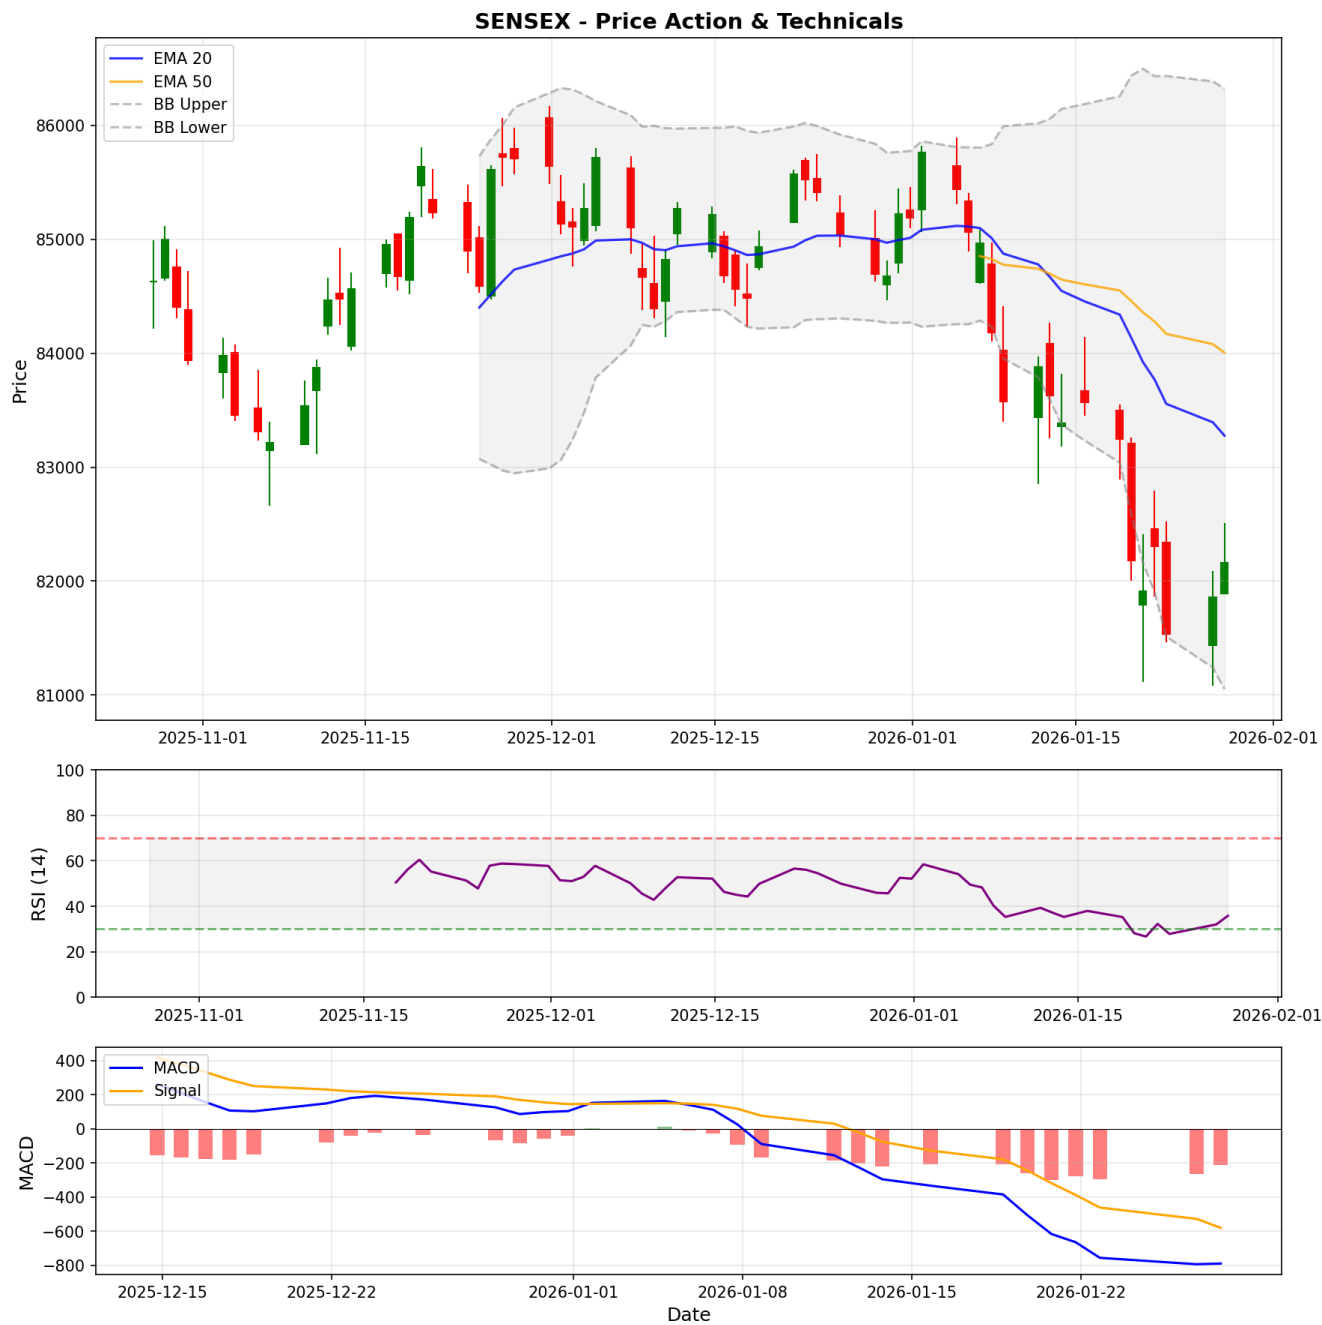 SENSEX - Price Action & Technicals
EMA 20
EMA 50
BB Upper
BB Lower
Price
86000
85000
84000
83000
82000
81000
2025-11-01 2025-11-15 2025-12-01 2025-12-15 2026-01-01 2026-01-15 2026-02-01
RSI (14)
100
80
60
40
20
0
2025-11-01 2025-11-15 2025-12-01 2025-12-15 2026-01-01 2026-01-15 2026-02-01
MACD
Signal
MACD
400
200
0
−200
−400
−600
−800
2025-12-15 2025-12-22 2026-01-01 2026-01-08 2026-01-15 2026-01-22
Date